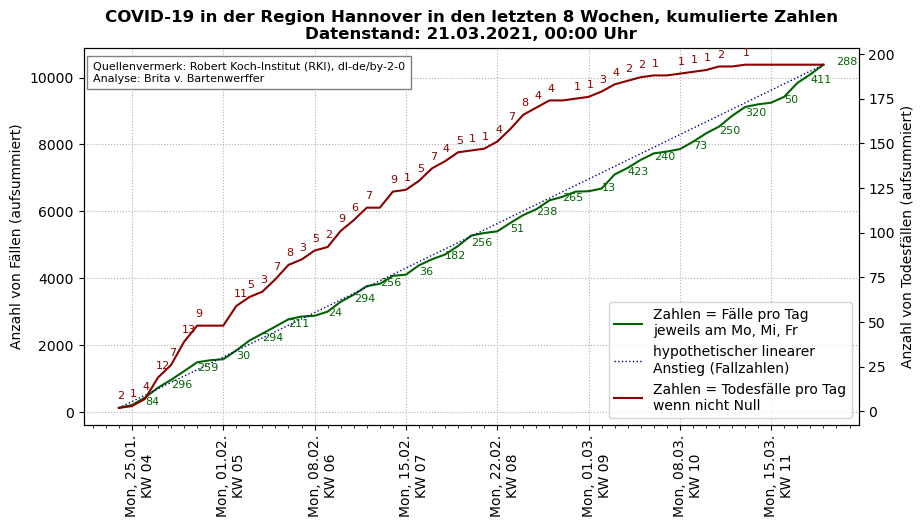 COVID-19 in der Region Hannover in den letzten 8 Wochen, kumulierte Zahlen
Datenstand: 21.03.2021, 00:00 Uhr
Quellenvermerk: Robert Koch-Institut (RKI), dl-de/by-2-0
Analyse: Brita v. Bartenwerffer
Anzahl von Fällen (aufsummiert)
10000
8000
6000
4000
2000
0
Anzahl von Todesfällen (aufsummiert)
200
175
150
125
100
75
50
25
0
2 1 4 12 7 13 9 11 5 3 7 8 3 5 2 9 6 7 9 1 5 7 4 5 1 1 4 7 8 4 4 1 1 3 4 2 2 1 1 1 1 2 1
84 296 259 30 294 211 24 294 256 36 182 256 51 238 265 13 423 240 73 250 320 50 411 288
Zahlen = Fälle pro Tag
jeweils am Mo, Mi, Fr
hypothetischer linearer
Anstieg (Fallzahlen)
Zahlen = Todesfälle pro Tag
wenn nicht Null
Mon, 25.01.
KW 04
Mon, 01.02.
KW 05
Mon, 08.02.
KW 06
Mon, 15.02.
KW 07
Mon, 22.02.
KW 08
Mon, 01.03.
KW 09
Mon, 08.03.
KW 10
Mon, 15.03.
KW 11